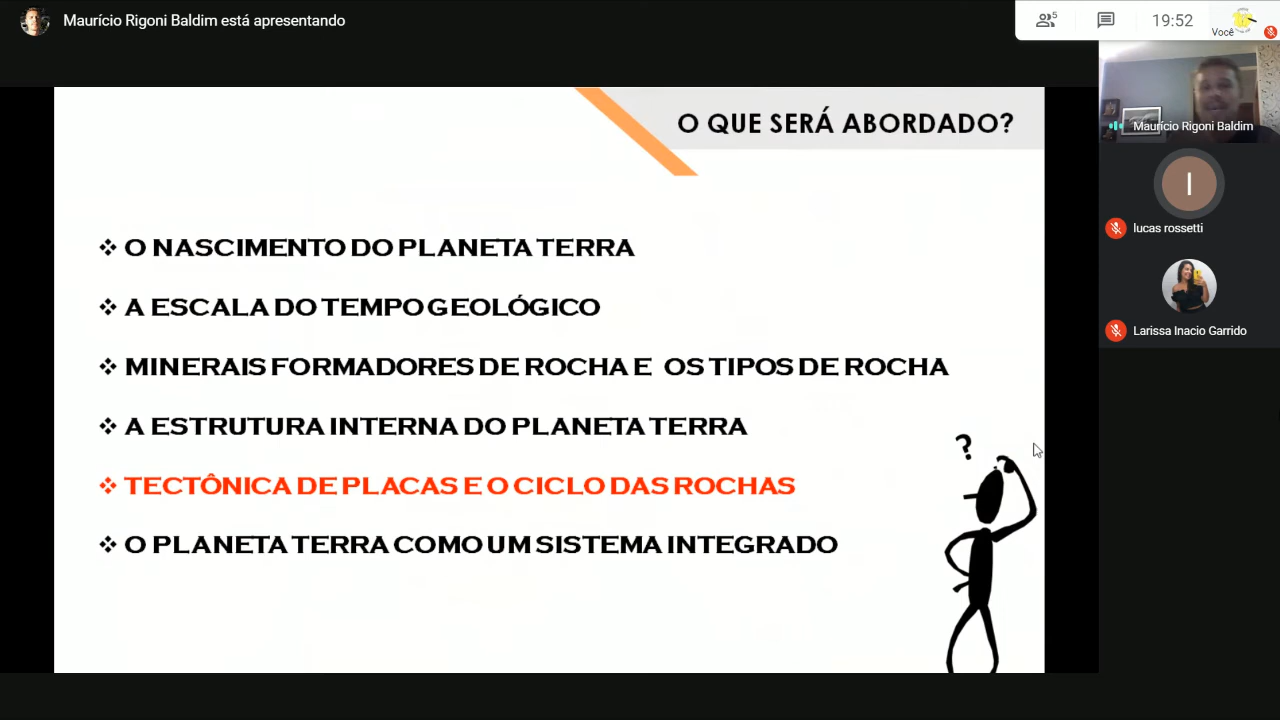 Maurício Rigoni Baldim está apresentando
5
19:52
Você
O QUE SERÁ ABORDADO?
❖ O NASCIMENTO DO PLANETA TERRA
❖ A ESCALA DO TEMPO GEOLÓGICO
❖ MINERAIS FORMADORES DE ROCHA E OS TIPOS DE ROCHA
❖ A ESTRUTURA INTERNA DO PLANETA TERRA
❖ TECTÔNICA DE PLACAS E O CICLO DAS ROCHAS
❖ O PLANETA TERRA COMO UM SISTEMA INTEGRADO
?
Maurício Rigoni Baldim
l
lucas rossetti
Larissa Inacio Garrido